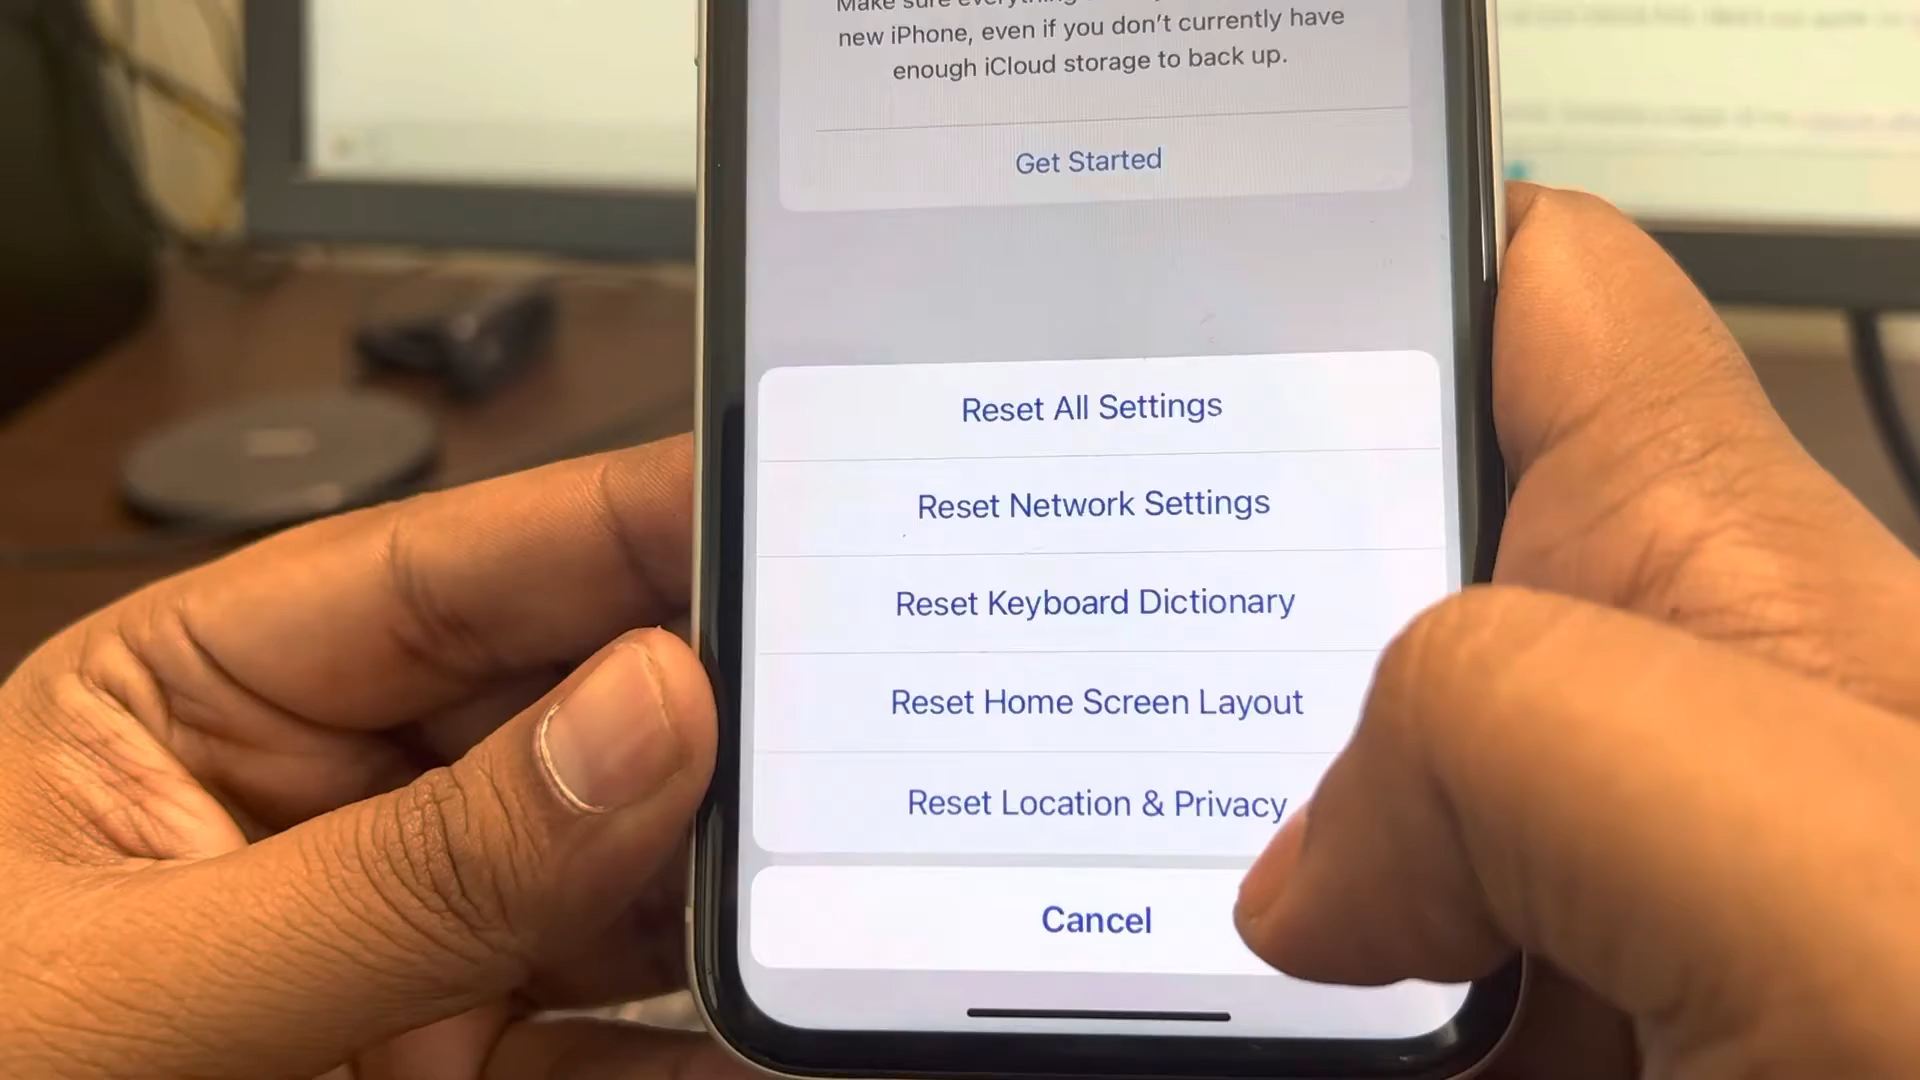 Make sure everything
new iPhone, even if you don't currently have
enough iCloud storage to back up.
Get Started
Reset All Settings
Reset Network Settings
Reset Keyboard Dictionary
Reset Home Screen Layout
Reset Location & Privacy
Cancel